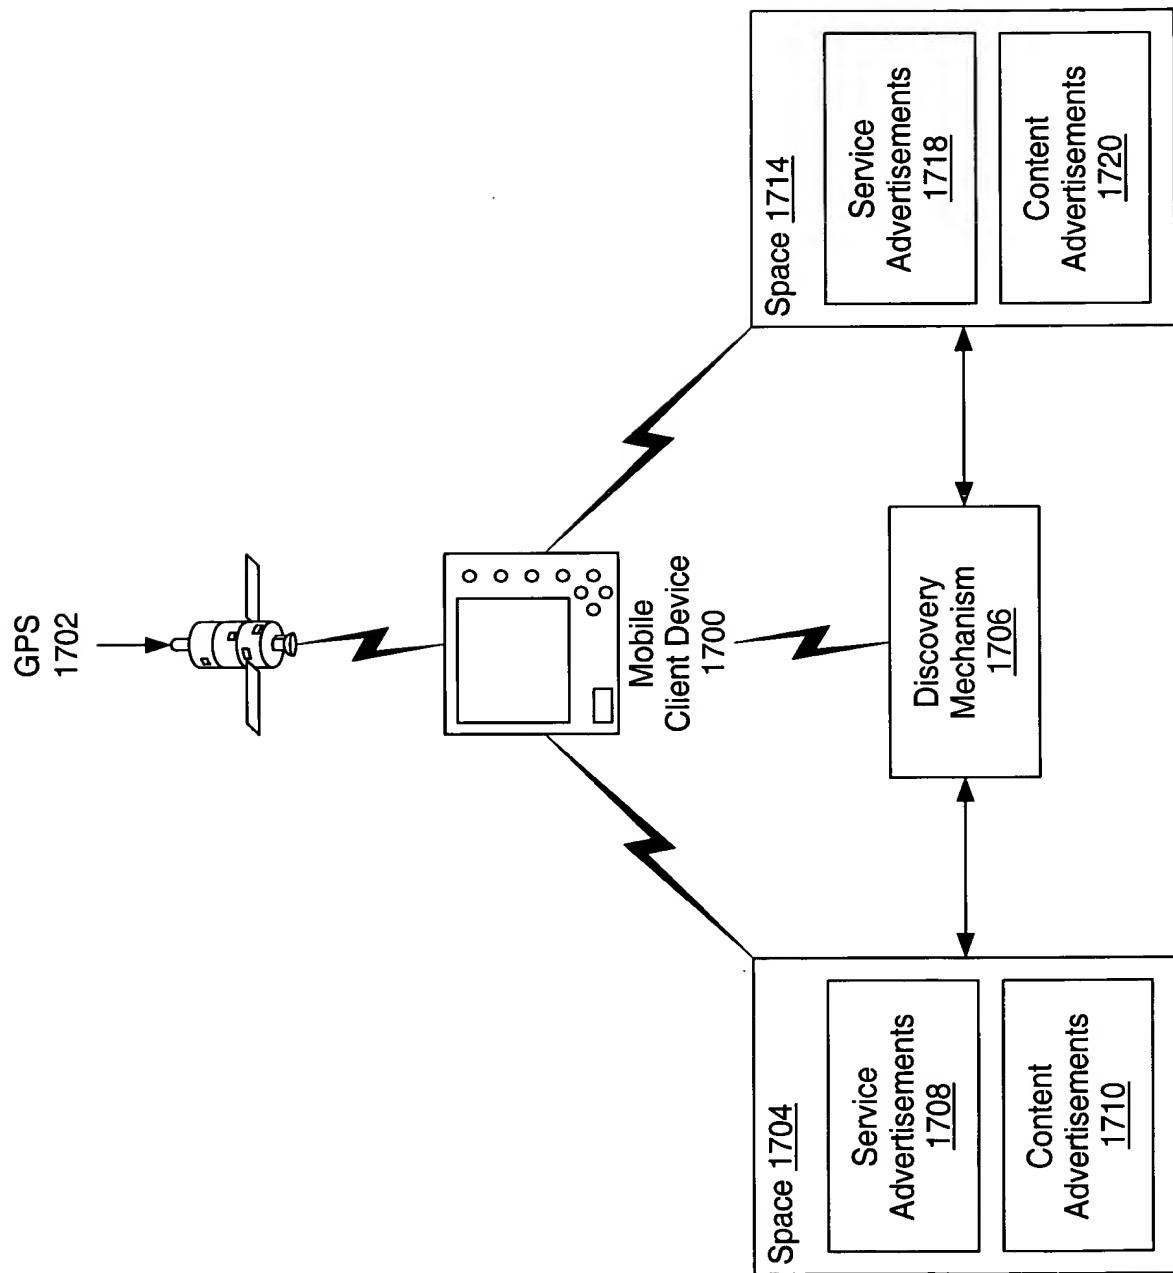 GPS
1702
Mobile
Client Device
1700
Discovery
Mechanism
1706
Space 1704
Service
Advertisements
1708
Content
Advertisements
1710
Space 1714
Service
Advertisements
1718
Content
Advertisements
1720